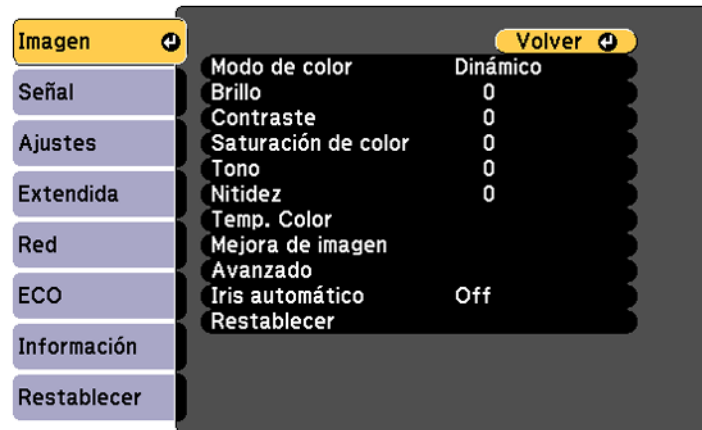 Imagen
Señal
Ajustes
Extendida
Red
ECO
Información
Restablecer
Volver
Modo de color Dinámico
Brillo 0
Contraste 0
Saturación de color 0
Tono 0
Nitidez 0
Temp. Color
Mejora de imagen
Avanzado
Iris automático Off
Restablecer